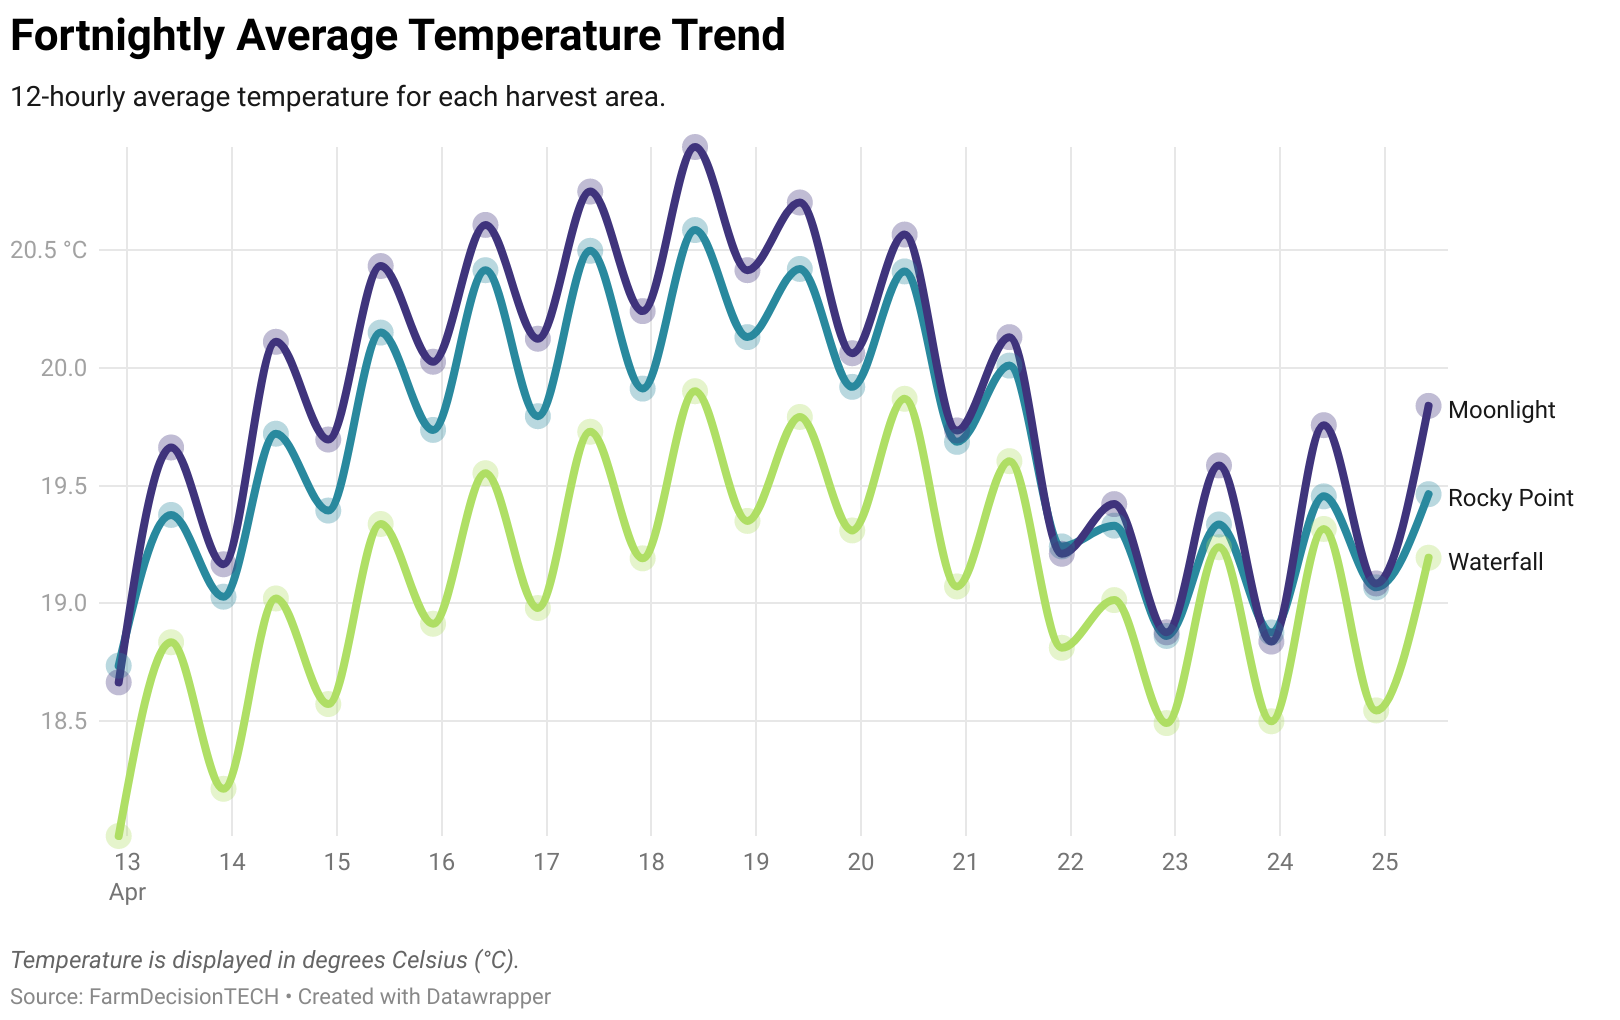 Fortnightly Average Temperature Trend
12-hourly average temperature for each harvest area.
20.5 °C
20.0
19.5
19.0
18.5
Moonlight
Rocky Point
Waterfall
13 14 15 16 17 18 19 20 21 22 23 24 25
Apr
Temperature is displayed in degrees Celsius (°C).
Source: FarmDecisionTECH • Created with Datawrapper